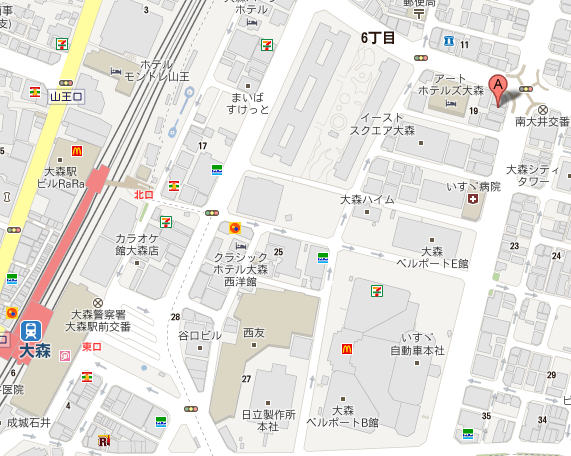 事
支)
3
ホテル
郵便局
6丁目
11
ホテル
モントレ山王
山王口
まいば
すけっと
アート
ホテルズ大森
19
A
南大井交番
イースト
スクエア大森
17
大森駅
ビルRaRa
北口
大森シティ
タワー
いすゞ病院
大森ハイム
カラオケ
館大森店
クラシック
ホテル大森
西洋館
25
大森
ベルポートE館
23
24
大森警察署
大森駅前交番
28
谷口ビル
西友
いすゞ
自動車本社
大森
東口
6
医院
4
成城石井
27
日立製作所
本社
大森
ベルポートB館
29
35
34